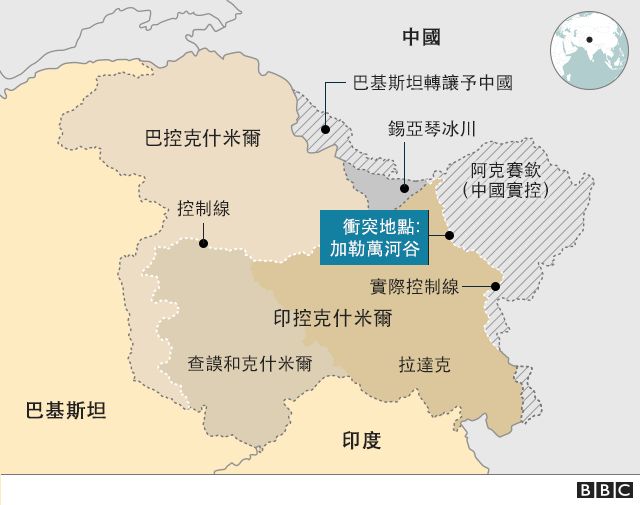 中國
巴基斯坦轉讓予中國
錫亞琴冰川
巴控克什米爾
阿克賽欽
(中國實控)
控制線
衝突地點:
加勒萬河谷
實際控制線
印控克什米爾
查謨和克什米爾
拉達克
巴基斯坦
印度
BBC